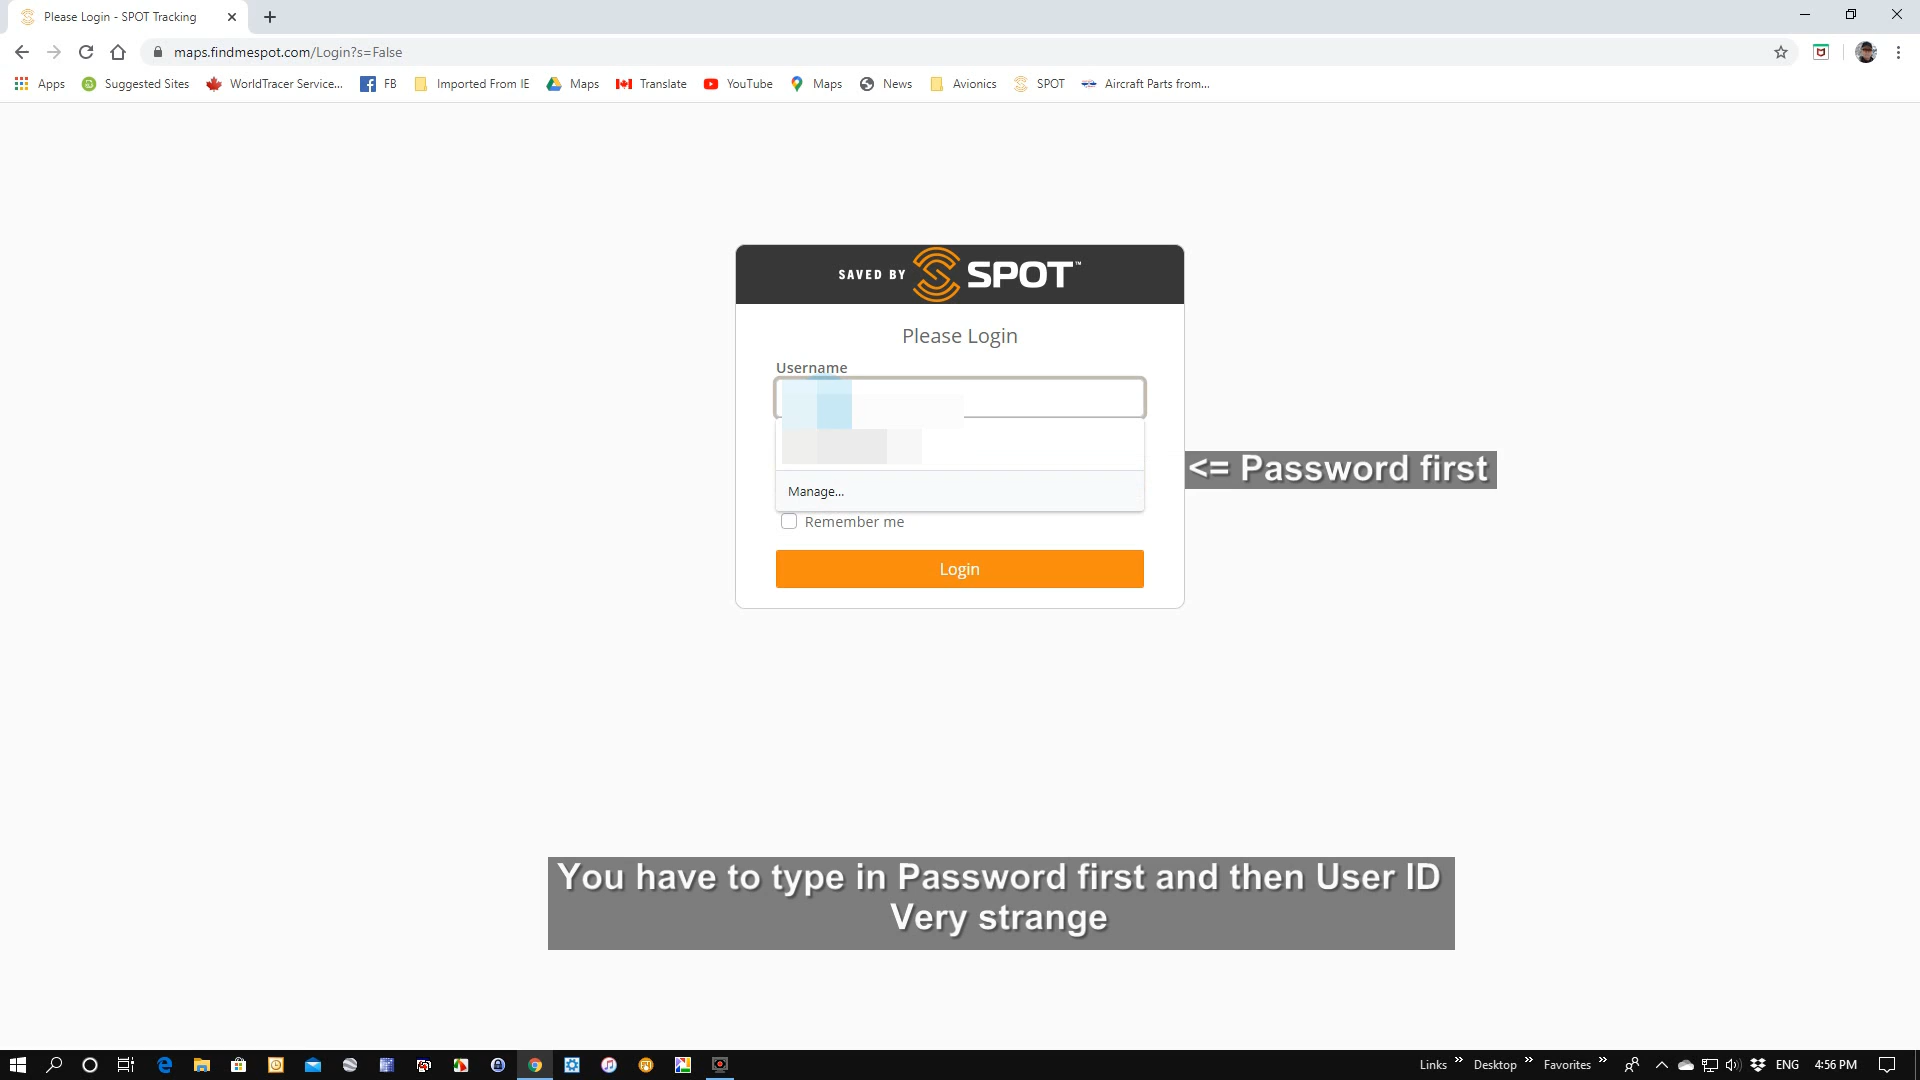 Please Login - SPOT Tracking
maps.findmespot.com/Login?s=False
Apps Suggested Sites WorldTracer Service... FB Imported From IE Maps Translate YouTube Maps News Avionics SPOT Aircraft Parts from...
SAVED BY SPOT™
Please Login
Username
<= Password first
Manage...
Remember me
Login
You have to type in Password first and then User ID
Very strange
Links » Desktop » Favorites » ENG 4:56 PM